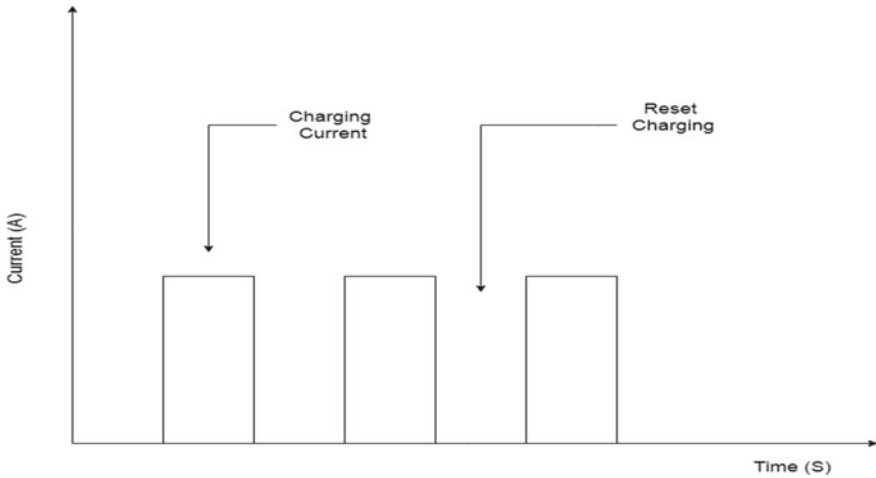 Charging
Current
Reset
Charging
Current (A)
Time (S)